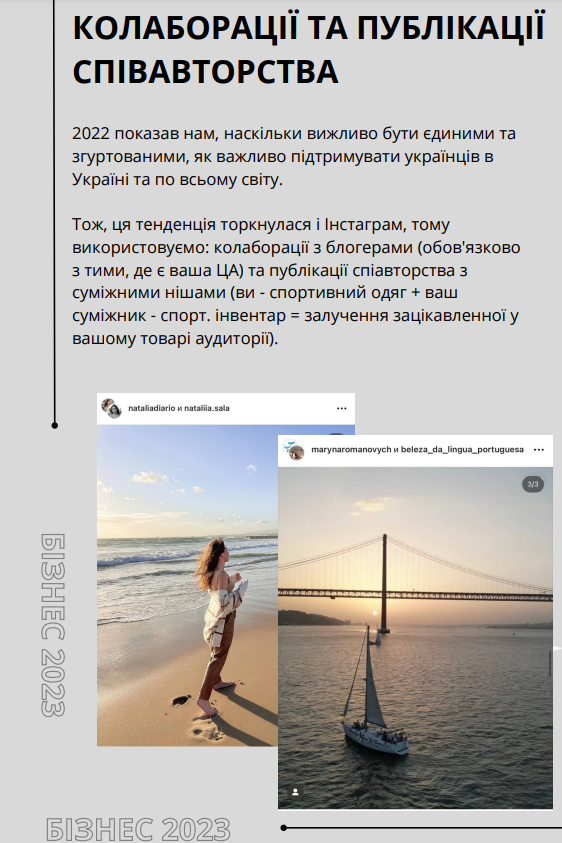 КОЛАБОРАЦІЇ ТА ПУБЛІКАЦІЇ
СПІВАВТОРСТВА
2022 показав нам, наскільки вижливо бути єдиними та
згуртованими, як важливо підтримувати українців в
Україні та по всьому світу.
Тож, ця тенденція торкнулася і Інстаграм, тому
використовуємо: колаборації з блогерами (обов'язково
з тими, де є ваша ЦА) та публікації співторства з
суміжними нішами (ви - спортивний одяг + ваш
суміжник - спорт. інвентар = залучення зацікавленної у
вашому товарі аудиторії).
nataliadiario и nataliia.sala
marynaromanovych и beleza_da_lingua_portuguesa
3/3
БІЗНЕС 2023
БІЗНЕС 2023